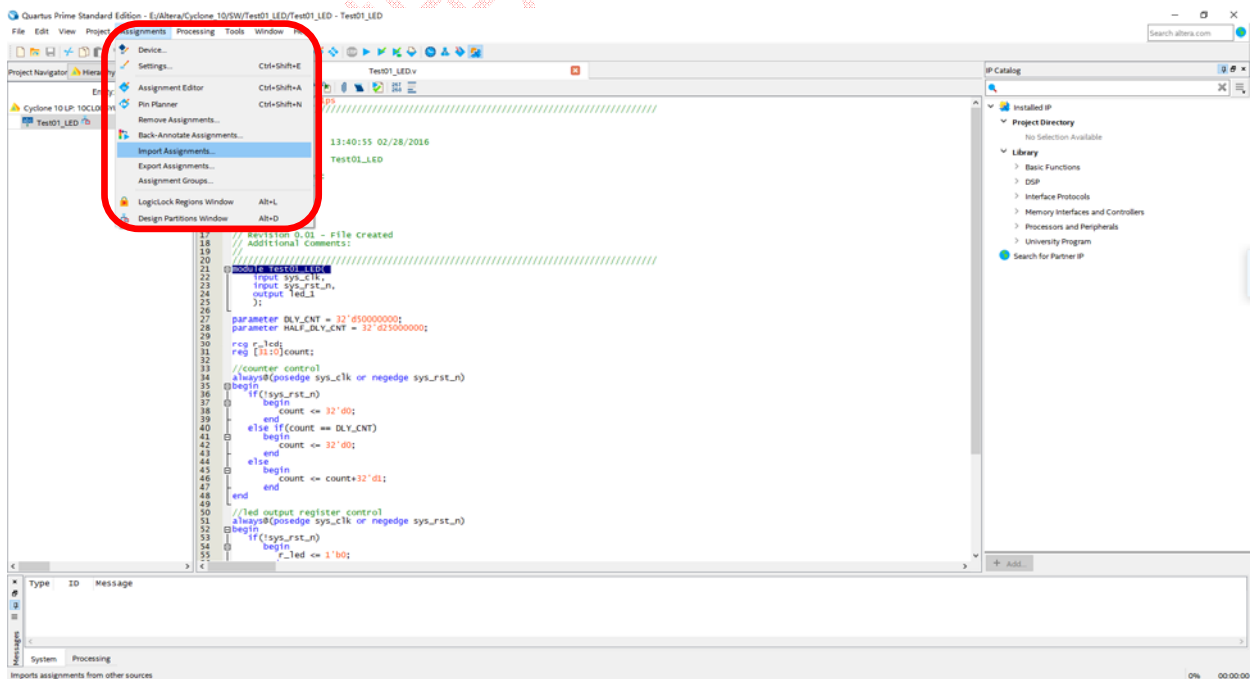 Quartus Prime Standard Edition - E:/Altera/Cyclone_10/SW/Test01_LED/Test01_LED - Test01_LED
File Edit View Project Assignments Processing Tools Window
Search altera.com
Device...
Settings... Ctrl+Shift+E
Assignment Editor Ctrl+Shift+A
Pin Planner Ctrl+Shift+N
Remove Assignments...
Back-Annotate Assignments...
Import Assignments...
Export Assignments...
Assignment Groups...
LogicLock Regions Window Alt+L
Design Partitions Window Alt+D
Project Navigator Hierarchy
Cyclone 10 LP:
Test01_LED
Test01_LED.v
13:40:55 02/28/2016
Test01_LED
17 // Revision 0.01 - File Created
18 // Additional Comments:
19 //
20 //////////////////////////////////////////////////////////////////////////////////
21 module Test01_LED(
22 input sys_clk,
23 input sys_rst_n,
24 output led_1
25 );
26
27 parameter DLY_CNT = 32'd50000000;
28 parameter HALF_DLY_CNT = 32'd25000000;
29
30 reg r_led;
31 reg [31:0]count;
32
33 //counter control
34 always@(posedge sys_clk or negedge sys_rst_n)
35 begin
36 if(!sys_rst_n)
37 begin
38 count <= 32'd0;
39 end
40 else if(count == DLY_CNT)
41 begin
42 count <= 32'd0;
43 end
44 else
45 begin
46 count <= count+32'd1;
47 end
48 end
49
50 //led output register control
51 always@(posedge sys_clk or negedge sys_rst_n)
52 begin
53 if(!sys_rst_n)
54 begin
55 r_led <= 1'b0;
IP Catalog
Installed IP
Project Directory
No Selection Available
Library
Basic Functions
DSP
Interface Protocols
Memory Interfaces and Controllers
Processors and Peripherals
University Program
Search for Partner IP
+ Add...
Type ID Message
Messages
System Processing
Imports assignments from other sources
0% 00:00:00